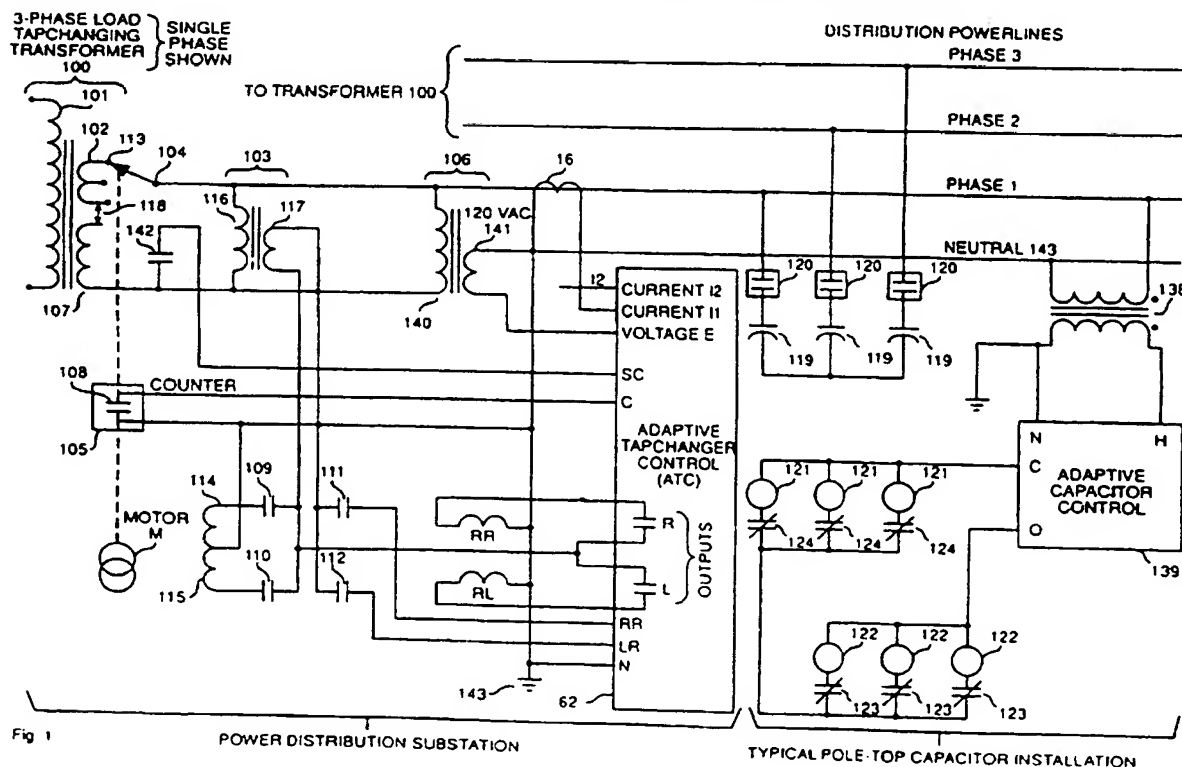 3-PHASE LOAD
TAPCHANGING
TRANSFORMER
SINGLE
PHASE
SHOWN
100
101
102
113
104
118
142
107
103
116
117
106
120 VAC
141
140
16
TO TRANSFORMER 100
DISTRIBUTION POWERLINES
PHASE 3
PHASE 2
PHASE 1
NEUTRAL 143
120
120
120
119
119
119
138
I2
CURRENT I2
CURRENT I1
VOLTAGE E
SC
C
ADAPTIVE
TAPCHANGER
CONTROL
(ATC)
R
L
OUTPUTS
RR
LR
N
62
COUNTER
108
105
MOTOR
M
114
115
109
110
111
112
RR
RL
143
N
H
C
O
ADAPTIVE
CAPACITOR
CONTROL
139
121
121
121
124
124
124
122
122
122
123
123
123
Fig 1
POWER DISTRIBUTION SUBSTATION
TYPICAL POLE-TOP CAPACITOR INSTALLATION